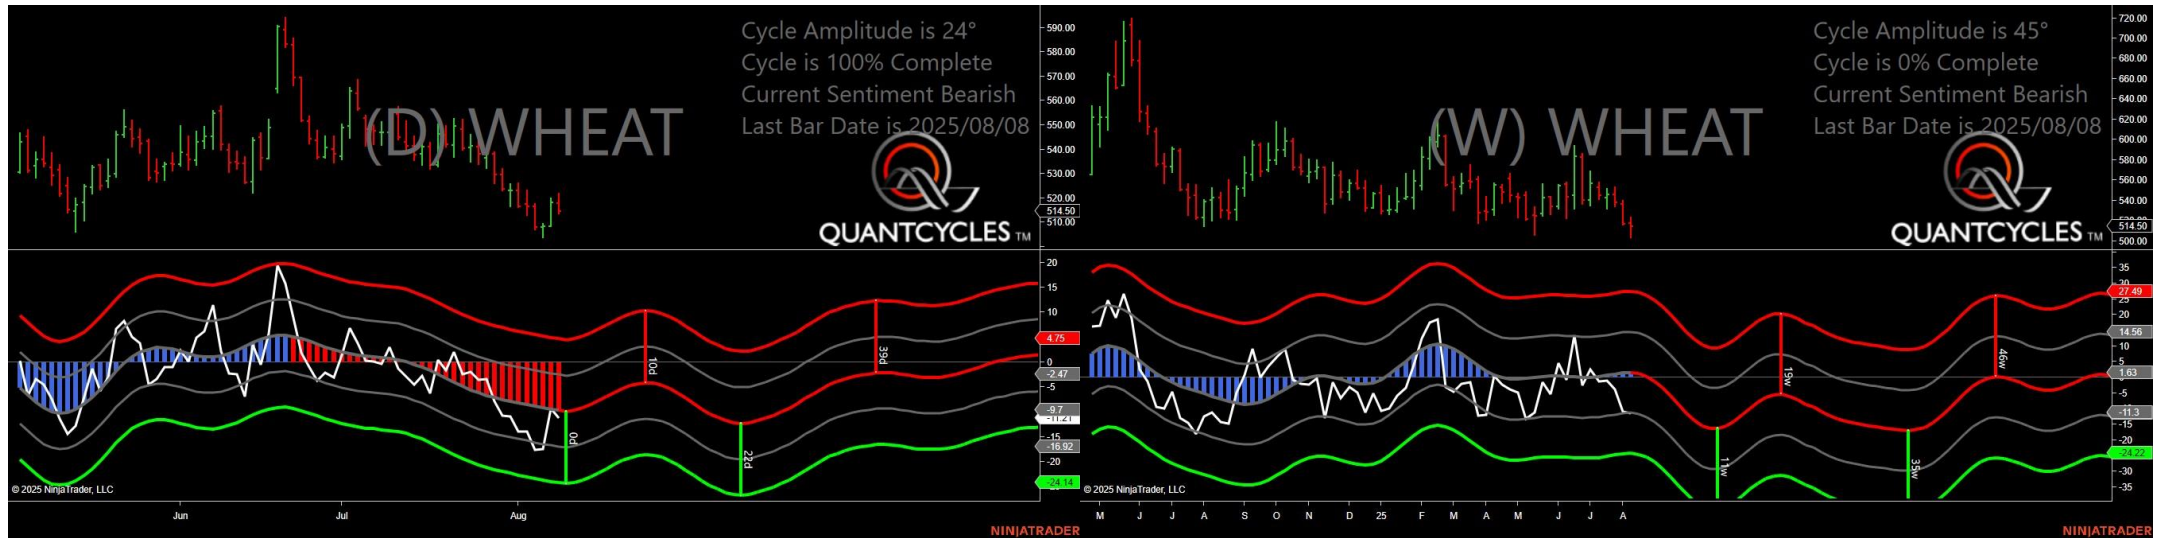 Cycle Amplitude is 24°
Cycle is 100% Complete
Current Sentiment Bearish
Last Bar Date is 2025/08/08
(D) WHEAT
QUANTCYCLES TM
590.00
580.00
570.00
560.00
550.00
540.00
530.00
520.00
514.50
510.00
20
15
10
4.75
0
-2.47
-5
-9.7
-11.21
-15
-16.92
-20
-24.14
10d
39d
0d
22d
© 2025 NinjaTrader, LLC
Jun
Jul
Aug
NINJATRADER
Cycle Amplitude is 45°
Cycle is 0% Complete
Current Sentiment Bearish
Last Bar Date is 2025/08/08
(W) WHEAT
QUANTCYCLES TM
720.00
700.00
680.00
660.00
640.00
620.00
600.00
580.00
560.00
540.00
514.50
500.00
35
27.49
25
20
14.56
10
5
1.63
-5
-11.3
-15
-20
-24.22
-30
-35
19w
46w
11w
35w
© 2025 NinjaTrader, LLC
M
J
J
A
S
O
N
D
25
F
M
A
M
J
J
A
NINJATRADER